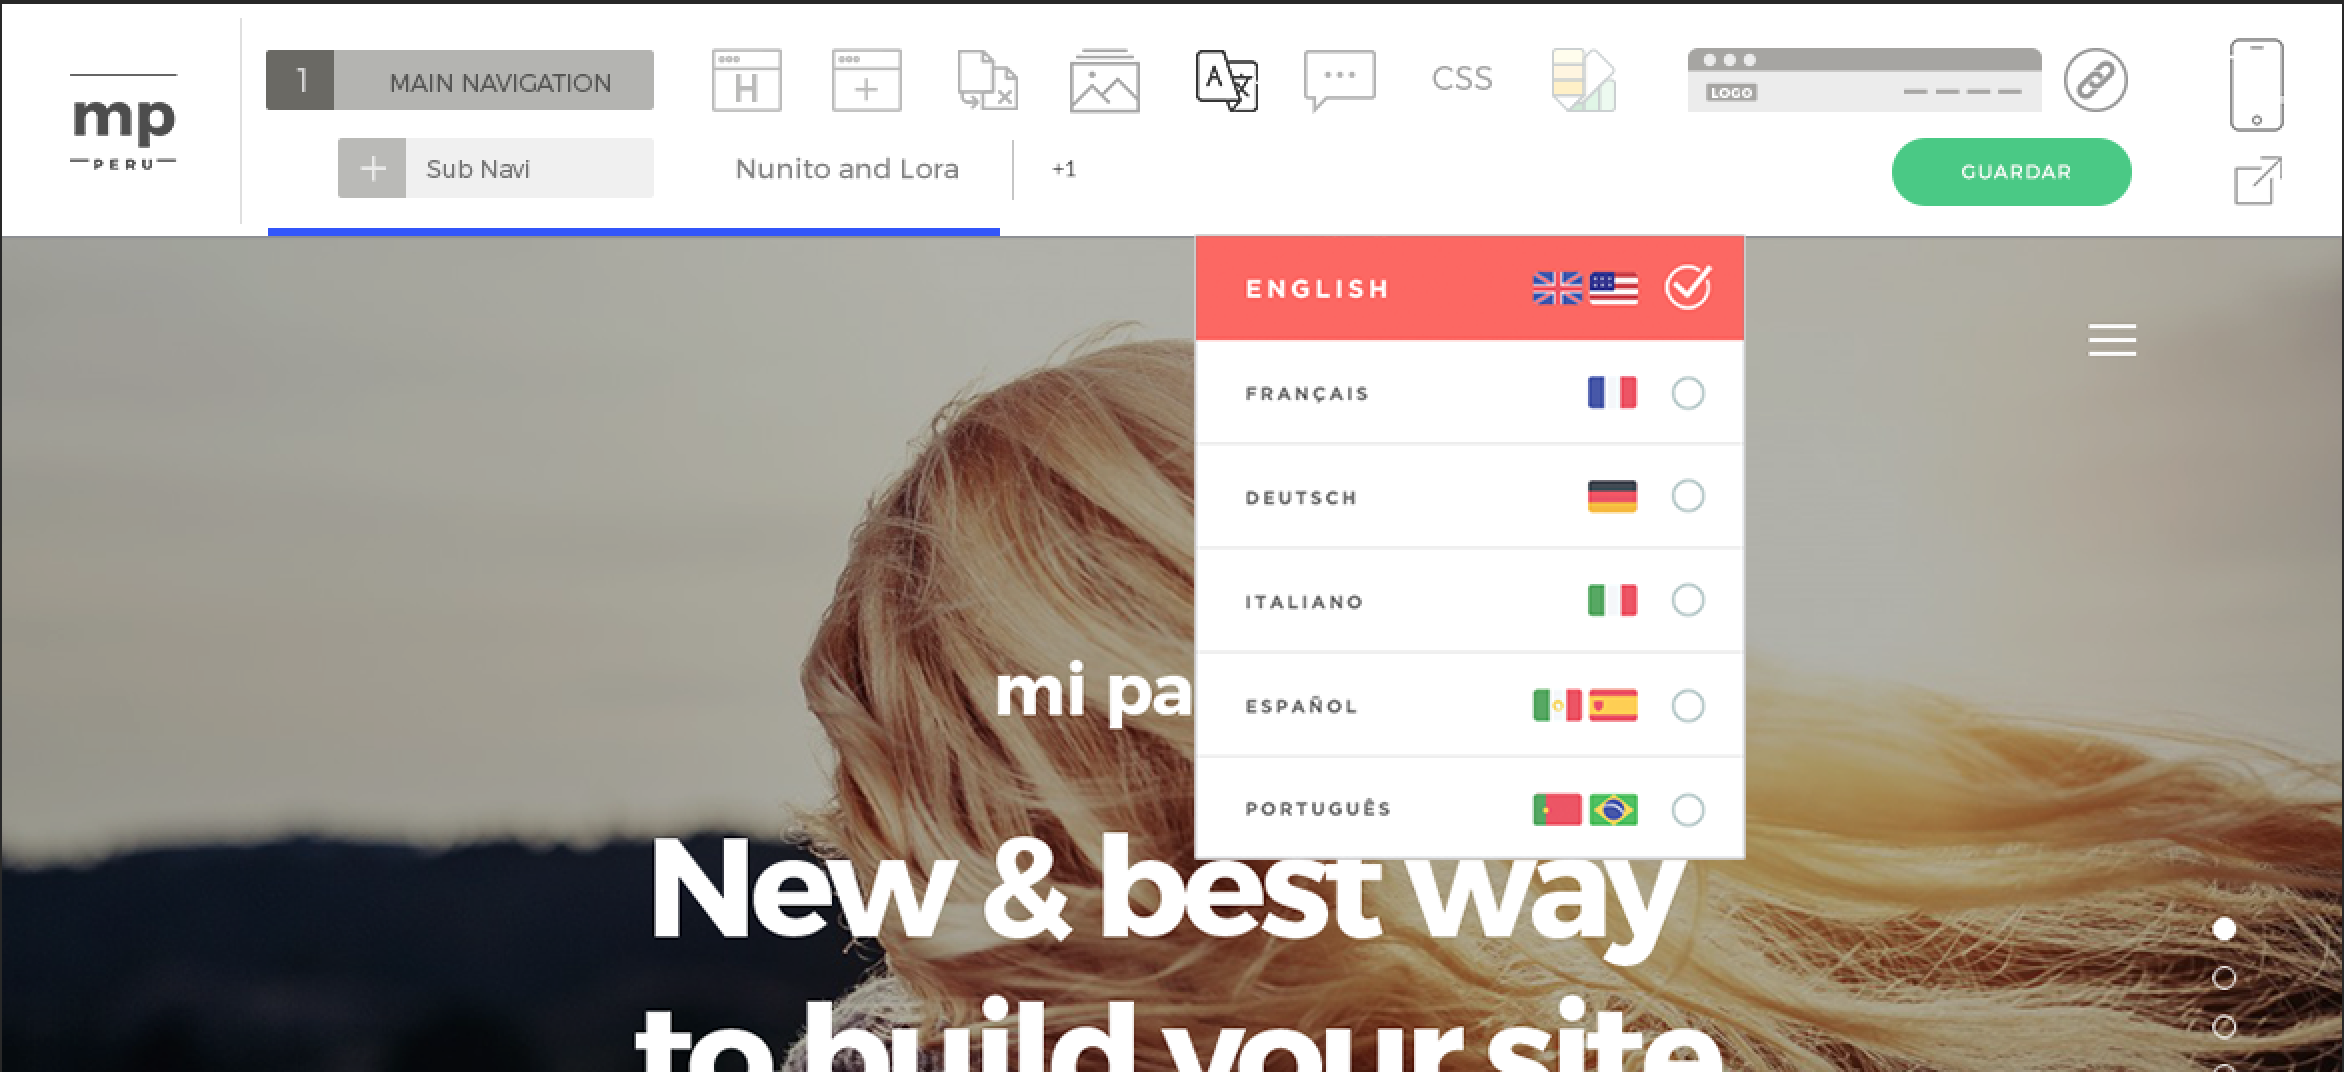 mp
PERU
1
MAIN NAVIGATION
+
Sub Navi
H
A
CSS
LOGO
Nunito and Lora
+1
GUARDAR
ENGLISH
FRANÇAIS
DEUTSCH
ITALIANO
ESPAÑOL
PORTUGUÊS
mi pa
New & best way
to build your site